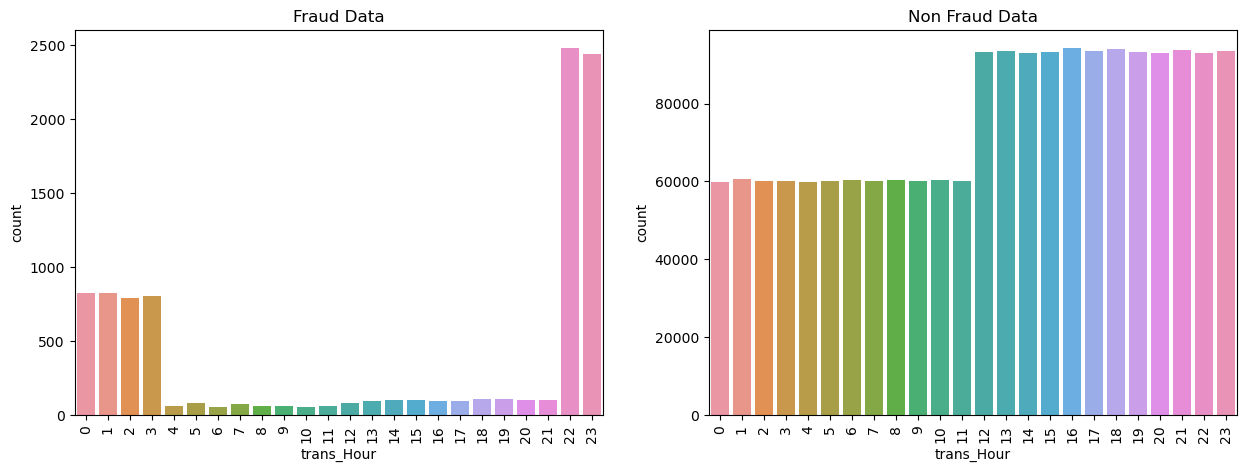 Fraud Data
2500
2000
1500
1000
500
0
count
0 1 2 3 4 5 6 7 8 9 10 11 12 13 14 15 16 17 18 19 20 21 22 23
trans_Hour
Non Fraud Data
80000
60000
40000
20000
0
count
0 1 2 3 4 5 6 7 8 9 10 11 12 13 14 15 16 17 18 19 20 21 22 23
trans_Hour